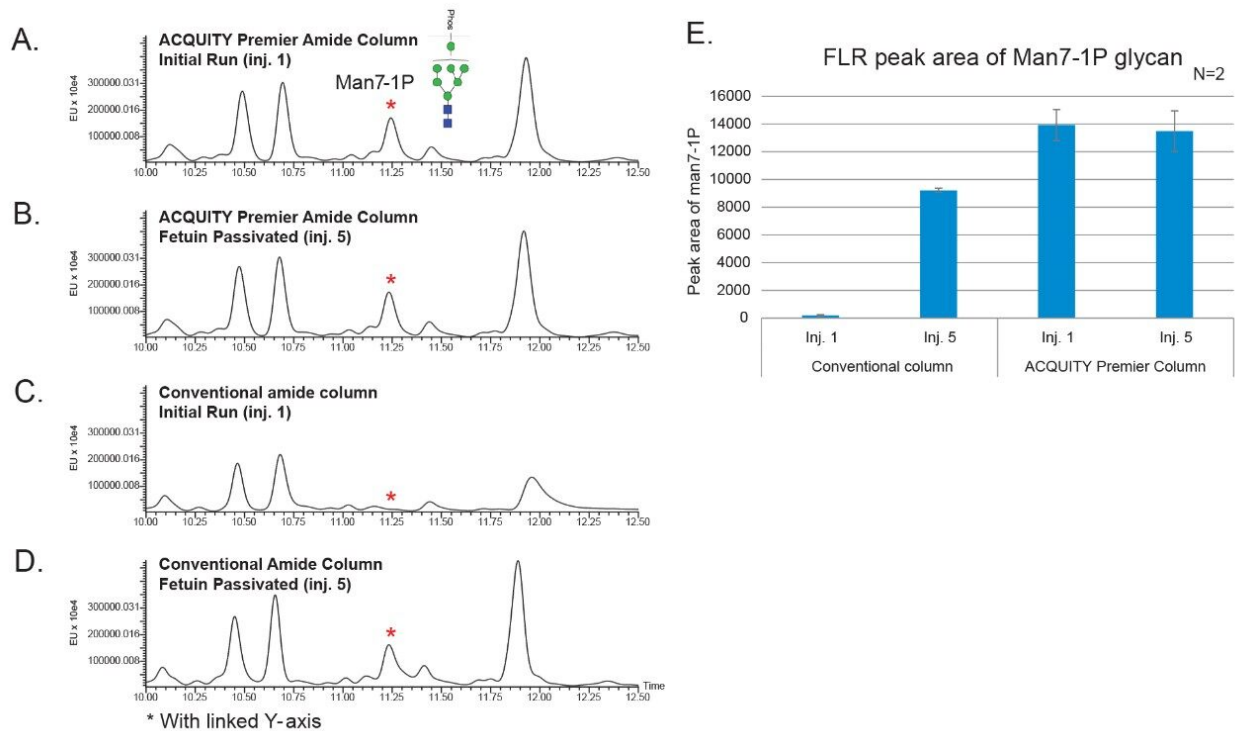 A.
ACQUITY Premier Amide Column
Initial Run (inj. 1)
Man7-1P
*
Phos
EU x 10e4
300000.031
200000.016
100000.008
10.00 10.25 10.50 10.75 11.00 11.25 11.50 11.75 12.00 12.25 12.50
B.
ACQUITY Premier Amide Column
Fetuin Passivated (inj. 5)
*
EU x 10e4
300000.031
200000.016
100000.008
10.00 10.25 10.50 10.75 11.00 11.25 11.50 11.75 12.00 12.25 12.50
C.
Conventional amide column
Initial Run (inj. 1)
*
EU x 10e4
300000.031
200000.016
100000.008
10.00 10.25 10.50 10.75 11.00 11.25 11.50 11.75 12.00 12.25 12.50
D.
Conventional Amide Column
Fetuin Passivated (inj. 5)
*
EU x 10e4
300000.031
200000.016
100000.008
Time
10.00 10.25 10.50 10.75 11.00 11.25 11.50 11.75 12.00 12.25 12.50
* With linked Y-axis
E.
FLR peak area of Man7-1P glycan
N=2
Peak area of man7-1P
16000
14000
12000
10000
8000
6000
4000
2000
0
Inj. 1 Inj. 5 Inj. 1 Inj. 5
Conventional column ACQUITY Premier Column